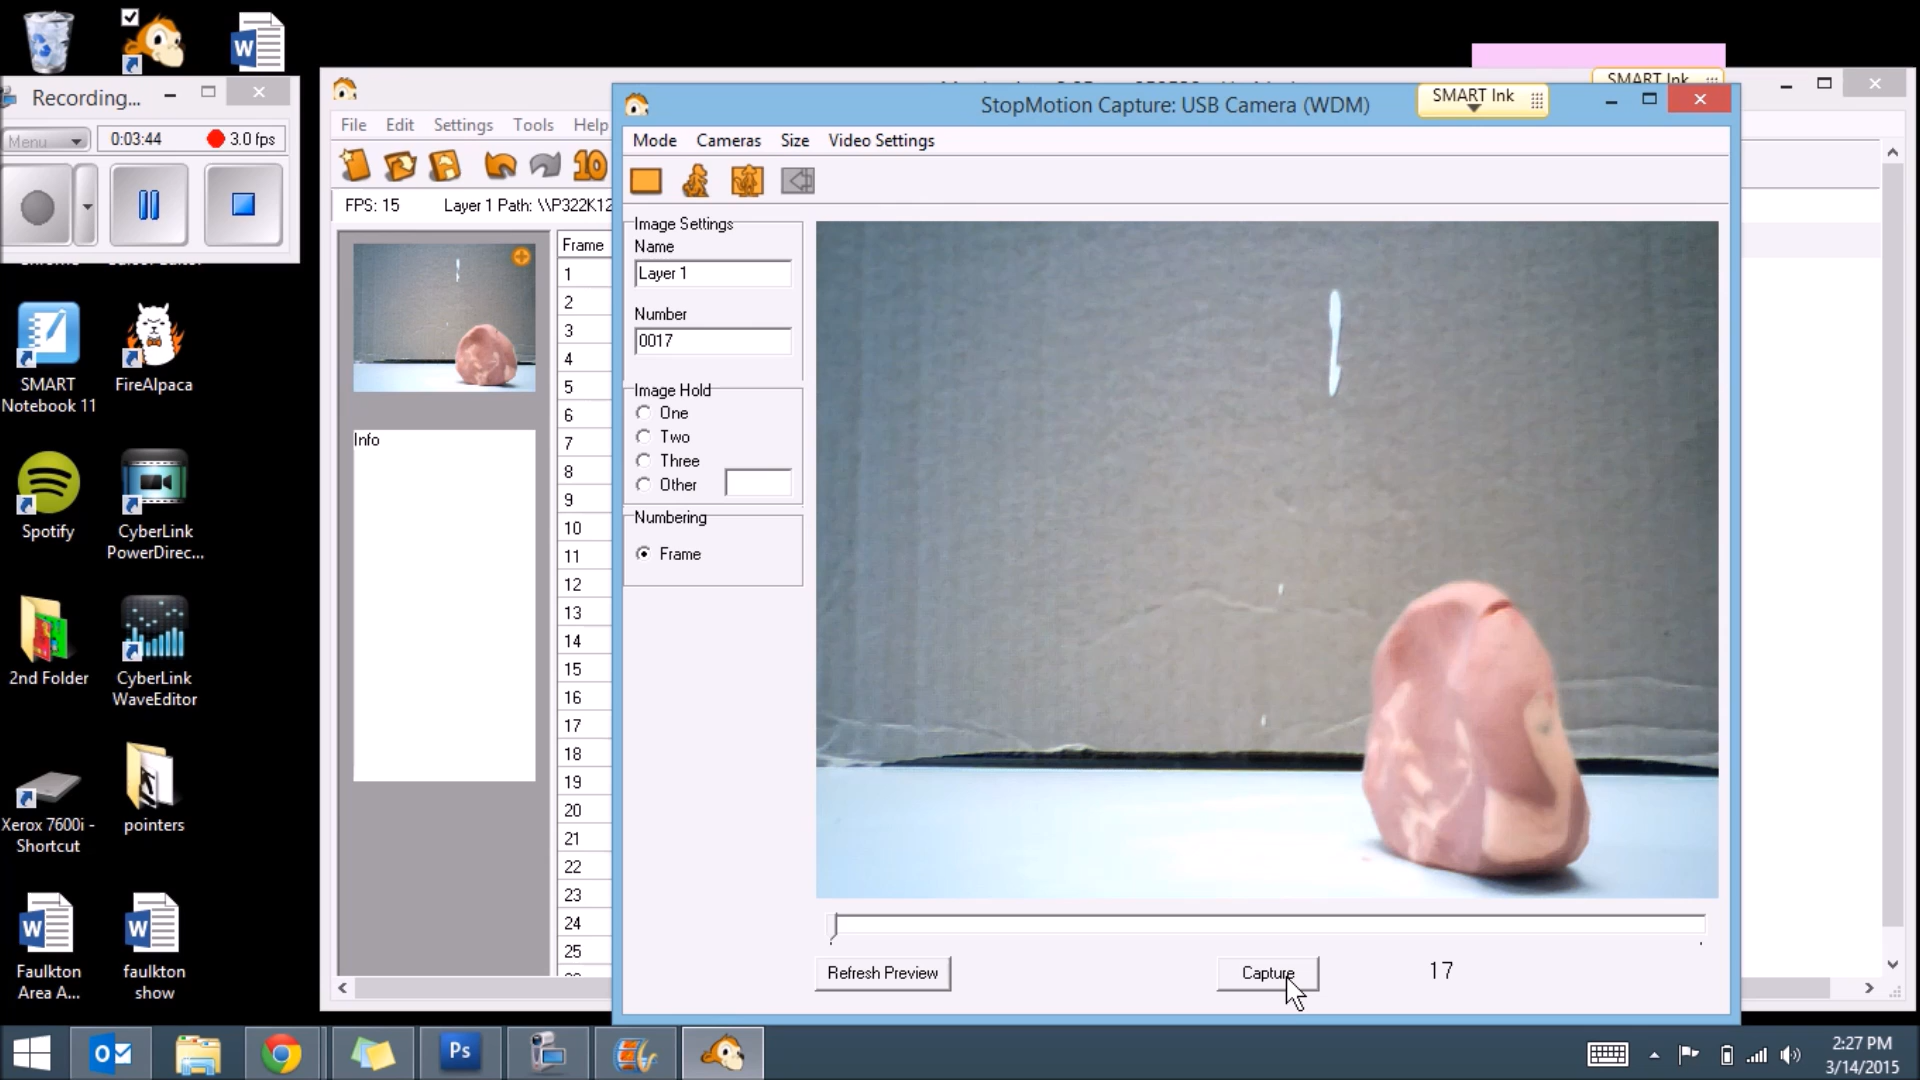 Recording...
Menu
0:03:44
3.0 fps
SMART
Notebook 11
FireAlpaca
Spotify
CyberLink
PowerDirec...
2nd Folder
CyberLink
WaveEditor
Xerox 7600i -
Shortcut
pointers
Faulkton
Area A...
faulkton
show
SMART Ink
File Edit Settings Tools Help
10
FPS: 15
Layer 1 Path: \\P322K12
Info
Frame
1
2
3
4
5
6
7
8
9
10
11
12
13
14
15
16
17
18
19
20
21
22
23
24
25
StopMotion Capture: USB Camera (WDM)
SMART Ink
Mode Cameras Size Video Settings
Image Settings
Name
Layer 1
Number
0017
Image Hold
One
Two
Three
Other
Numbering
Frame
Refresh Preview
Capture
17
Ps
2:27 PM
3/14/2015